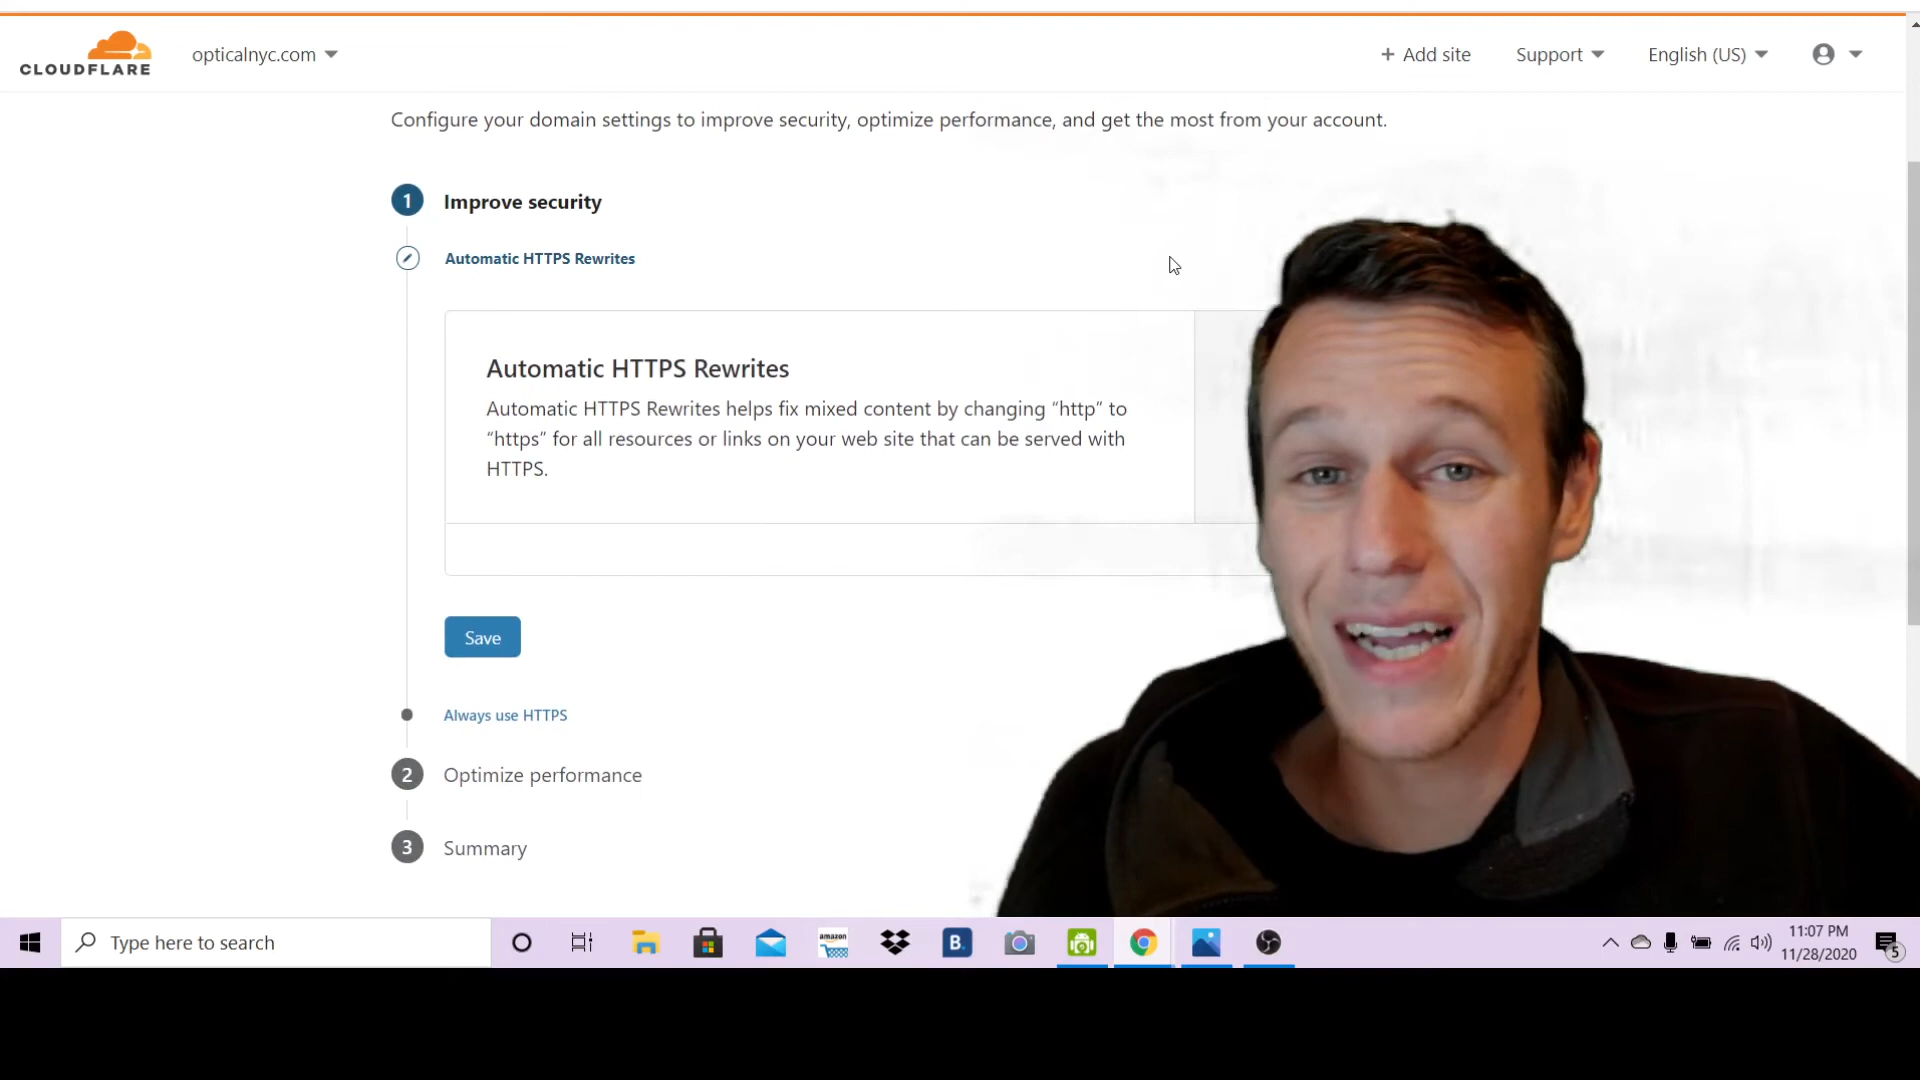 CLOUDFLARE
opticalnyc.com
+ Add site
Support
English (US)
Configure your domain settings to improve security, optimize performance, and get the most from your account.
1 Improve security
Automatic HTTPS Rewrites
Automatic HTTPS Rewrites
Automatic HTTPS Rewrites helps fix mixed content by changing “http” to
“https” for all resources or links on your web site that can be served with
HTTPS.
Save
Always use HTTPS
2 Optimize performance
3 Summary
Type here to search
amazon
B.
11:07 PM
11/28/2020
5